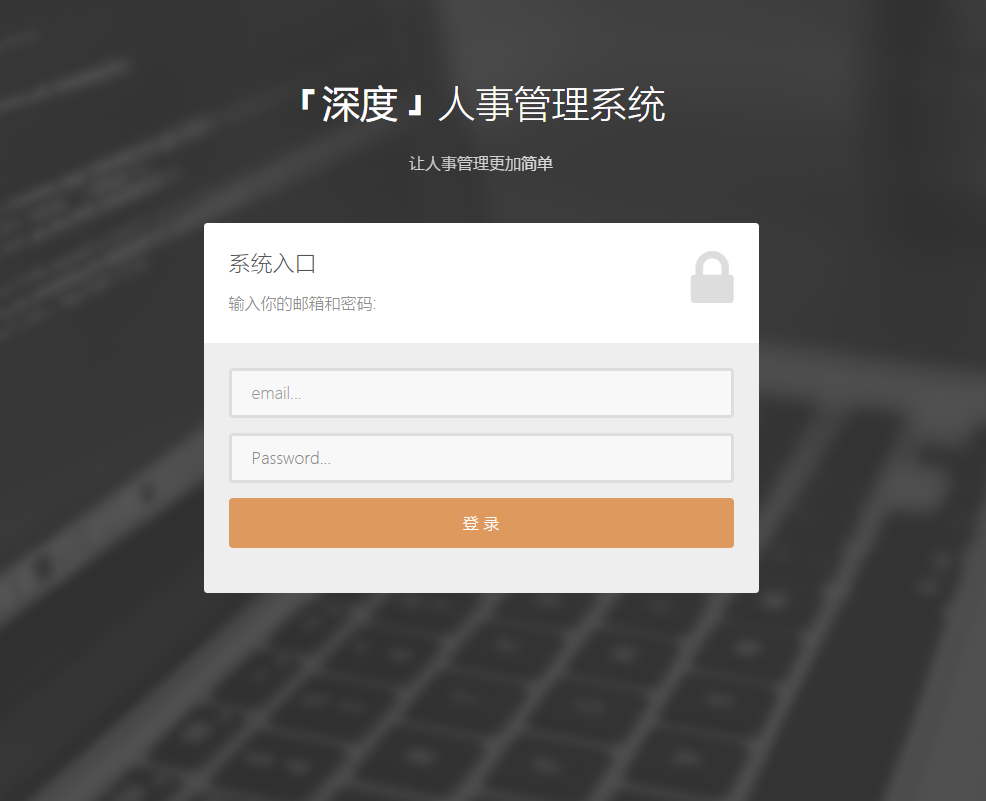 「深度」人事管理系统
让人事管理更加简单
系统入口
输入你的邮箱和密码:
email...
Password...
登 录